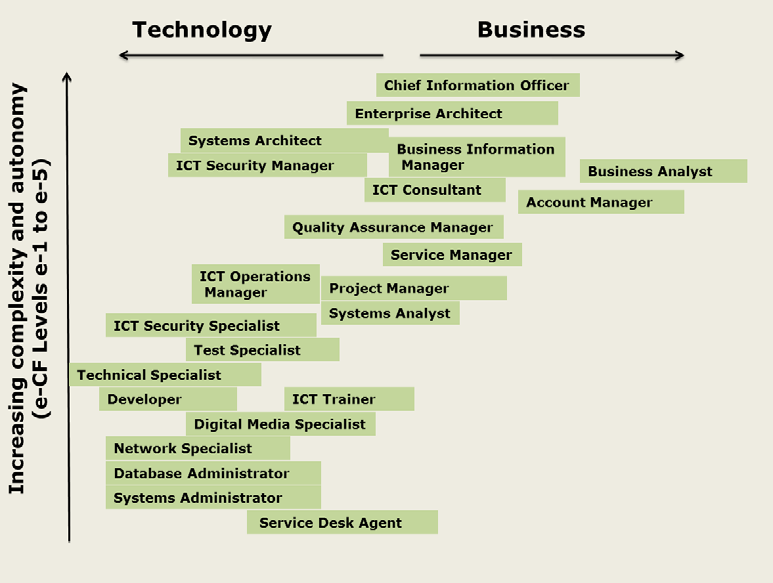 Technology
Business
Increasing complexity and autonomy
(e-CF Levels e-1 to e-5)
Chief Information Officer
Enterprise Architect
Systems Architect
Business Information
Manager
ICT Security Manager
Business Analyst
ICT Consultant
Account Manager
Quality Assurance Manager
Service Manager
ICT Operations
Manager
Project Manager
Systems Analyst
ICT Security Specialist
Test Specialist
Technical Specialist
Developer
ICT Trainer
Digital Media Specialist
Network Specialist
Database Administrator
Systems Administrator
Service Desk Agent